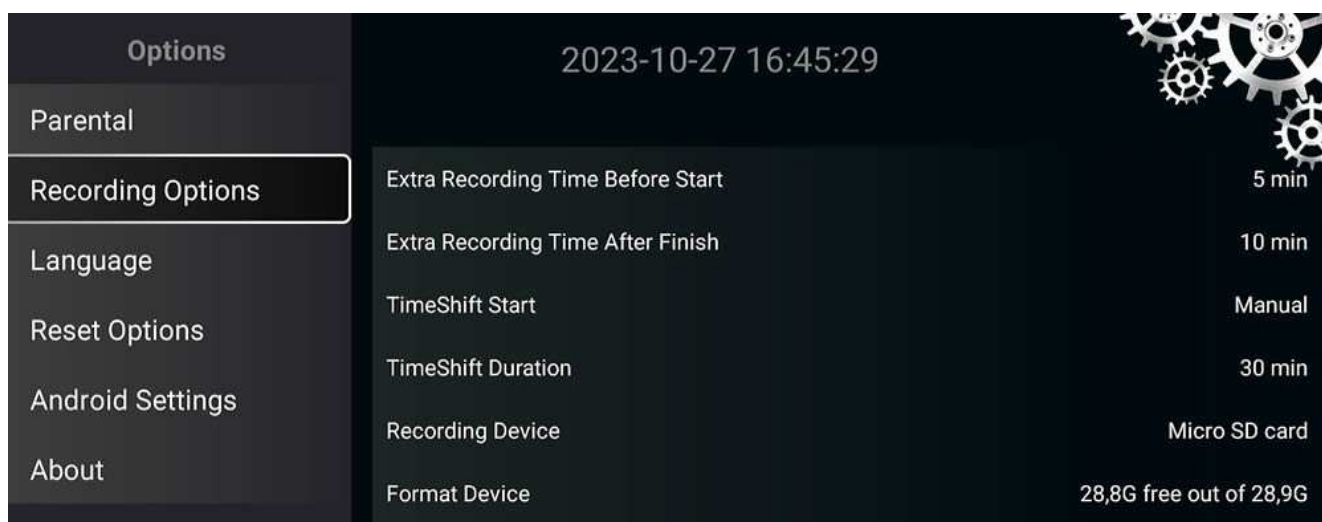 Options
2023-10-27 16:45:29
Parental
Recording Options
Language
Reset Options
Android Settings
About
Extra Recording Time Before Start 5 min
Extra Recording Time After Finish 10 min
TimeShift Start Manual
TimeShift Duration 30 min
Recording Device Micro SD card
Format Device 28,8G free out of 28,9G